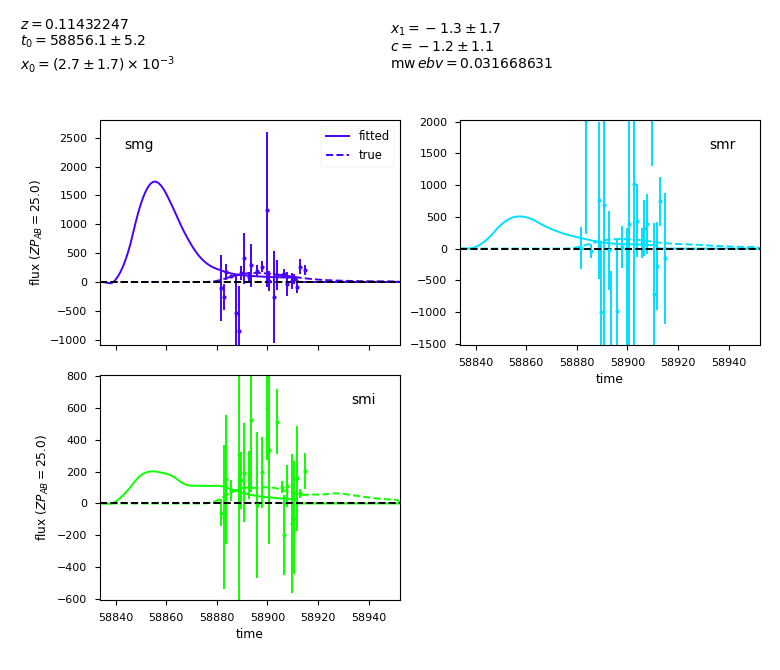 z = 0.11432247
t₀ = 58856.1 ± 5.2
x₀ = (2.7 ± 1.7) × 10⁻³
x₁ = −1.3 ± 1.7
c = −1.2 ± 1.1
mw ebv = 0.031668631
smg
fitted
true
flux (ZP_AB = 25.0)
2500
2000
1500
1000
500
0
−500
−1000
smr
2000
1500
1000
500
0
−500
−1000
−1500
58840 58860 58880 58900 58920 58940
time
smi
flux (ZP_AB = 25.0)
800
600
400
200
0
−200
−400
−600
58840 58860 58880 58900 58920 58940
time